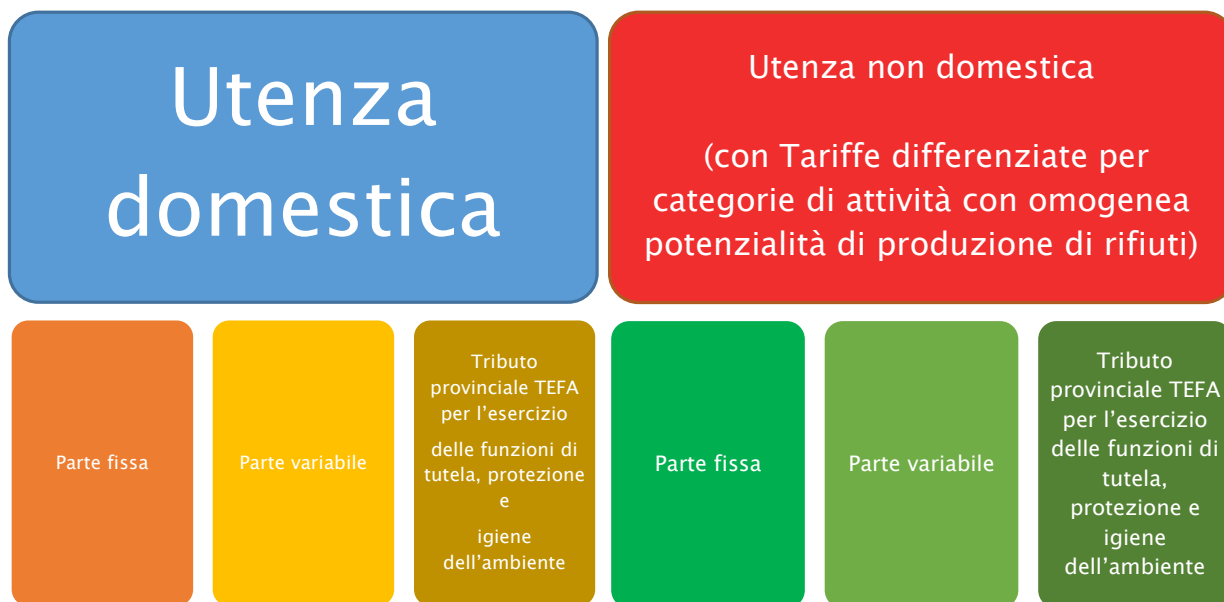 Utenza
domestica
Utenza non domestica
(con Tariffe differenziate per
categorie di attività con omogenea
potenzialità di produzione di rifiuti)
Parte fissa
Parte variabile
Tributo
provinciale TEFA
per l’esercizio
delle funzioni di
tutela, protezione
e
igiene
dell’ambiente
Parte fissa
Parte variabile
Tributo
provinciale TEFA
per l’esercizio
delle funzioni di
tutela,
protezione e
igiene
dell’ambiente